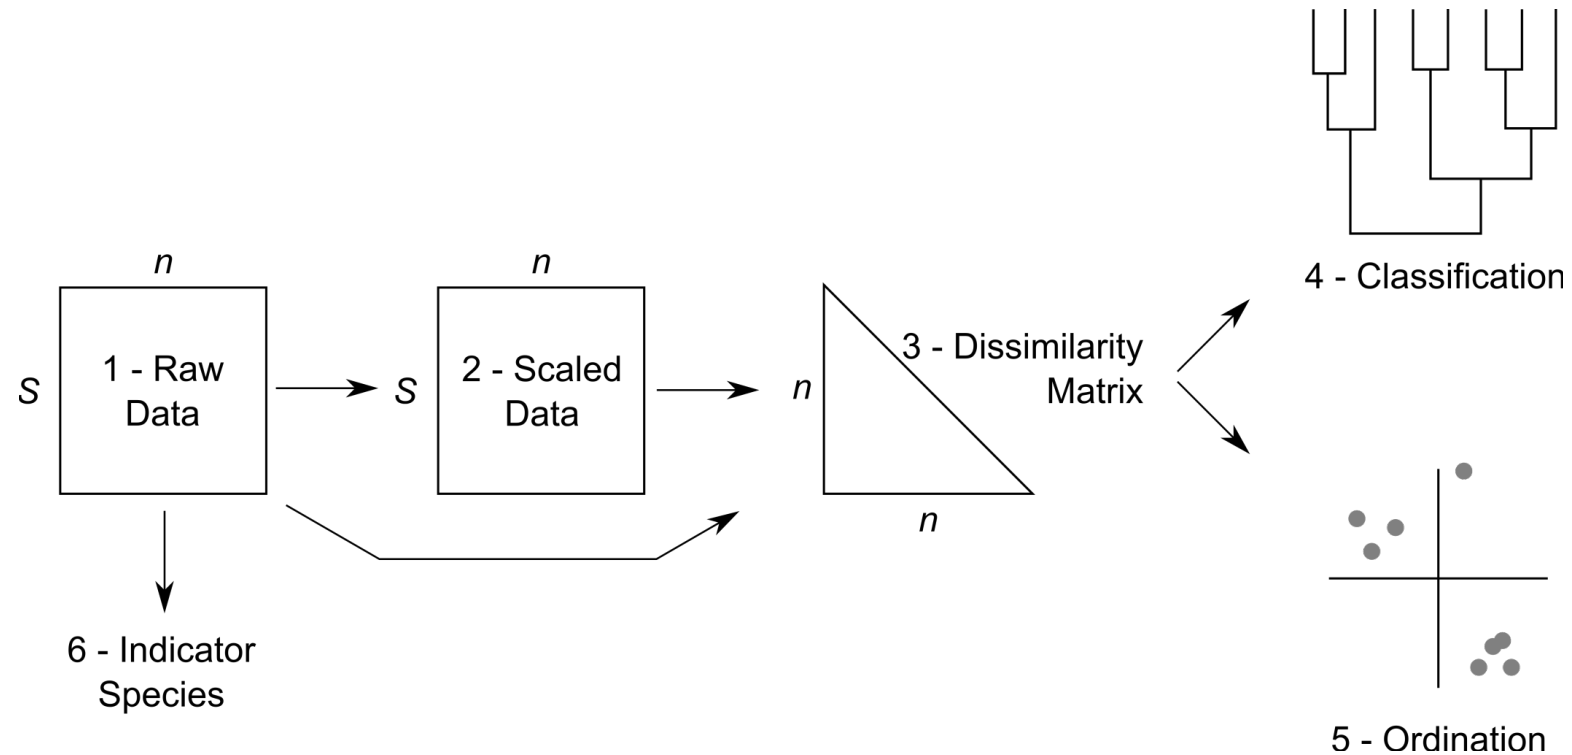 n
S
1 - Raw
Data
n
S
2 - Scaled
Data
n
3 - Dissimilarity
Matrix
n
4 - Classification
5 - Ordination
6 - Indicator
Species